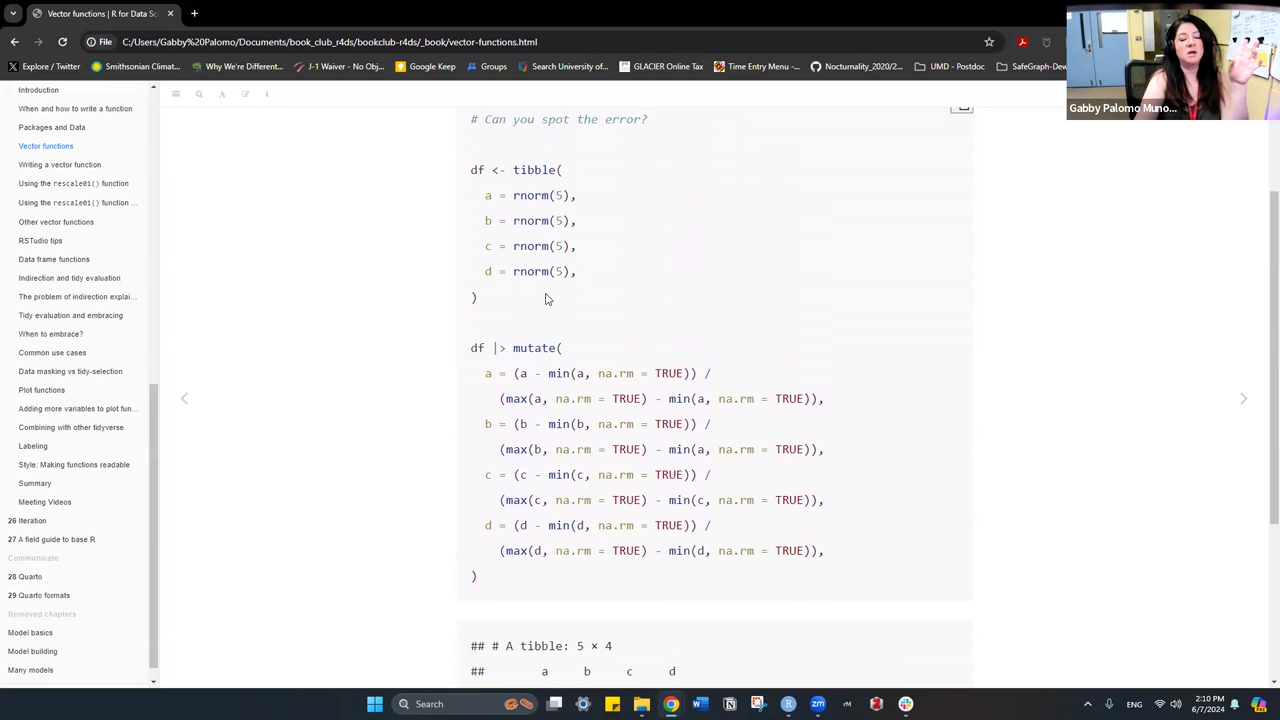 Vector functions | R for Data Sc
File
C:/Users/Gabby%20Palomo/Documents/book_club_r4ds/bookclub-r4ds/_book/vector-functions.html
Explore / Twitter
Smithsonian Climat...
Why We're Different...
J-1 Waiver - No Obj...
Google Keep
University of...
GLACIER Outlook
Time Entry Menu -...
Nocturnality_2022 -...
UMD - Postdoc
SafeGraph-Dewey
Gabby Palomo Muno...
Introduction
When and how to write a function
Packages and Data
Vector functions
Writing a vector function
Using the rescale01() function
Using the rescale01() function ...
Other vector functions
RSTudio tips
Data frame functions
Indirection and tidy evaluation
The problem of indirection explai...
Tidy evaluation and embracing
When to embrace?
Common use cases
Data masking vs tidy-selection
Plot functions
Adding more variables to plot fun...
Combining with other tidyverse
Labeling
Style: Making functions readable
Summary
Meeting Videos
26 Iteration
27 A field guide to base R
Communicate
28 Quarto
29 Quarto formats
Removed chapters
Model basics
Model building
Many models
# Can you spot the error?
df <- tibble(
a = rnorm(5),
b = rnorm(5),
c = rnorm(5),
d = rnorm(5),
)
df |> mutate(
a = (a - min(a, na.rm = TRUE)) /
(max(a, na.rm = TRUE) - min(a, na.rm = TRUE)),
b = (b - min(b, na.rm = TRUE)) /
(max(b, na.rm = TRUE) - min(a, na.rm = TRUE)),
c = (c - min(c, na.rm = TRUE)) /
(max(c, na.rm = TRUE) - min(c, na.rm = TRUE)),
d = (d - min(d, na.rm = TRUE)) /
(max(d, na.rm = TRUE) - min(d, na.rm = TRUE)),
)
## # A tibble: 5 × 4
## a b c d
Search
ENG
2:10 PM
6/7/2024